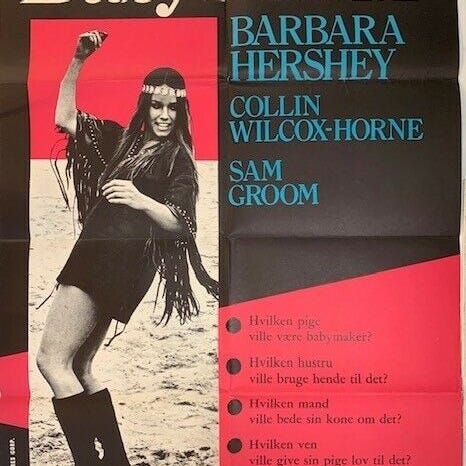 BARBARA
HERSHEY
COLLIN
WILCOX-HORNE
SAM
GROOM
Hvilken pige
ville være babymaker?
Hvilken hustru
ville bruge hende til det?
Hvilken mand
ville bede sin kone om det?
Hvilken ven
ville give sin pige lov til det?